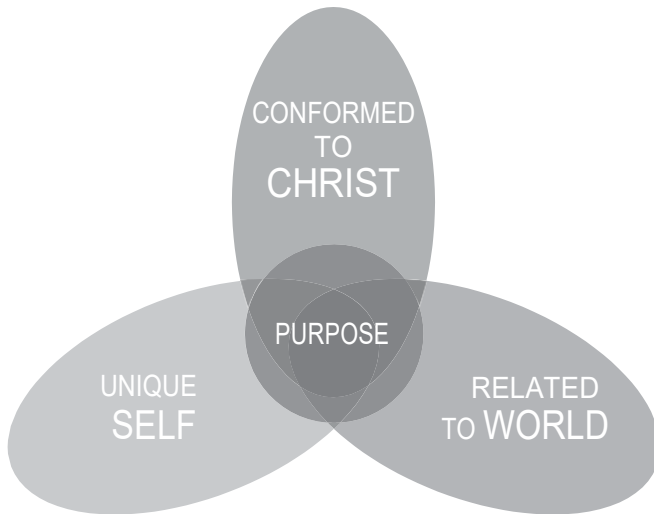 CONFORMED
TO
CHRIST
PURPOSE
UNIQUE
SELF
RELATED
TO WORLD